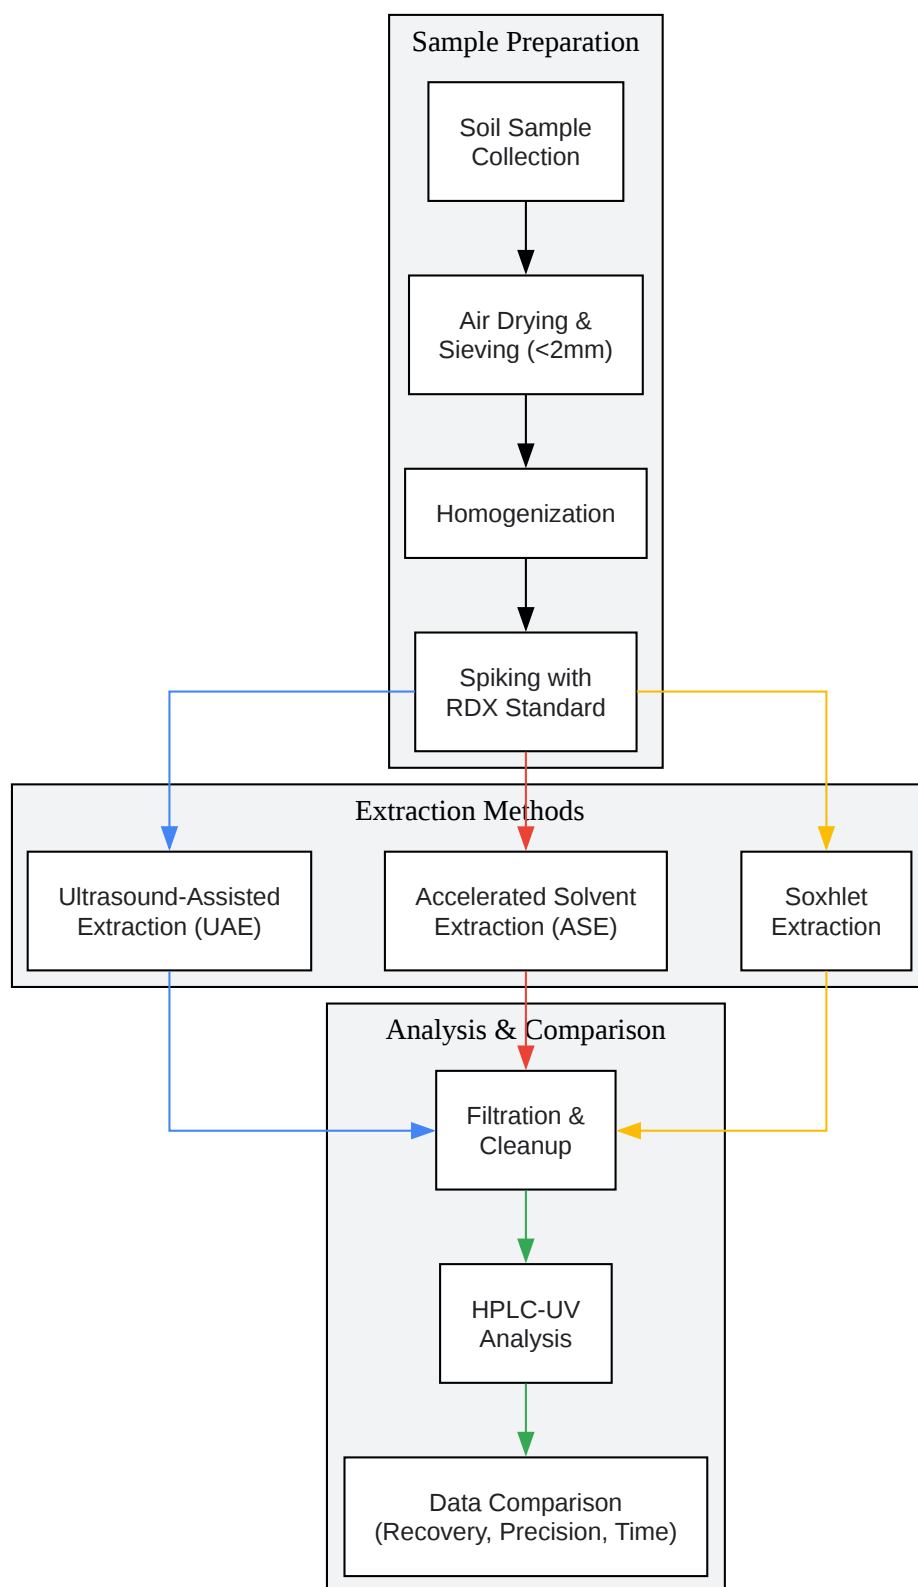 Sample Preparation
Soil Sample
Collection
Air Drying &
Sieving (<2mm)
Homogenization
Spiking with
RDX Standard
Extraction Methods
Ultrasound-Assisted
Extraction (UAE)
Accelerated Solvent
Extraction (ASE)
Soxhlet
Extraction
Analysis & Comparison
Filtration &
Cleanup
HPLC-UV
Analysis
Data Comparison
(Recovery, Precision, Time)